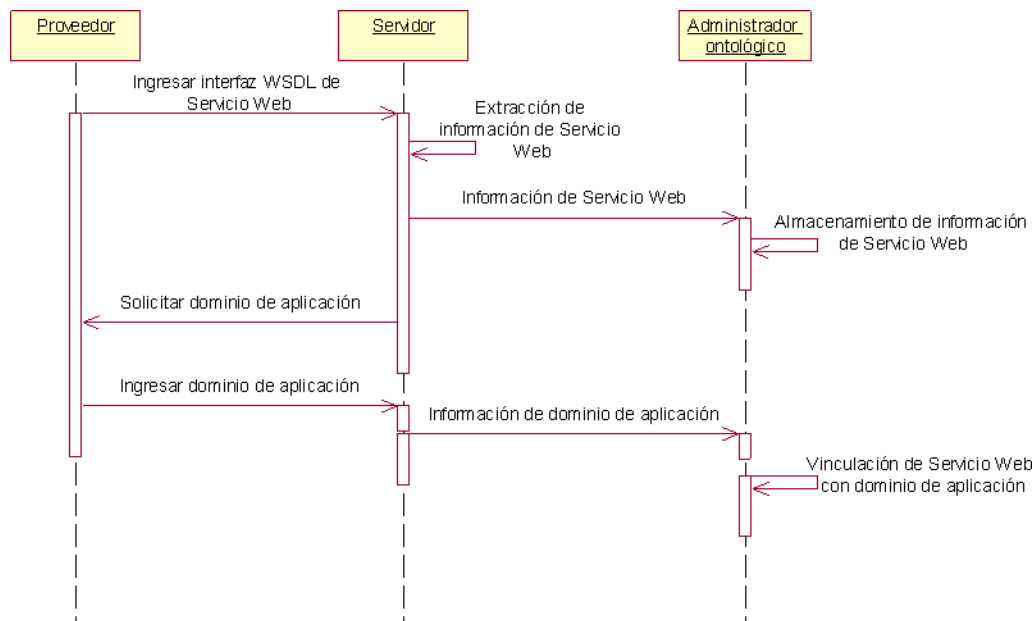 Proveedor
Servidor
Administrador
ontológico
Ingresar interfaz WSDL de
Servicio Web
Extracción de
información de Servicio
Web
Información de Servicio Web
Almacenamiento de información
de Servicio Web
Solicitar dominio de aplicación
Ingresar dominio de aplicación
Información de dominio de aplicación
Vinculación de Servicio Web
con dominio de aplicación